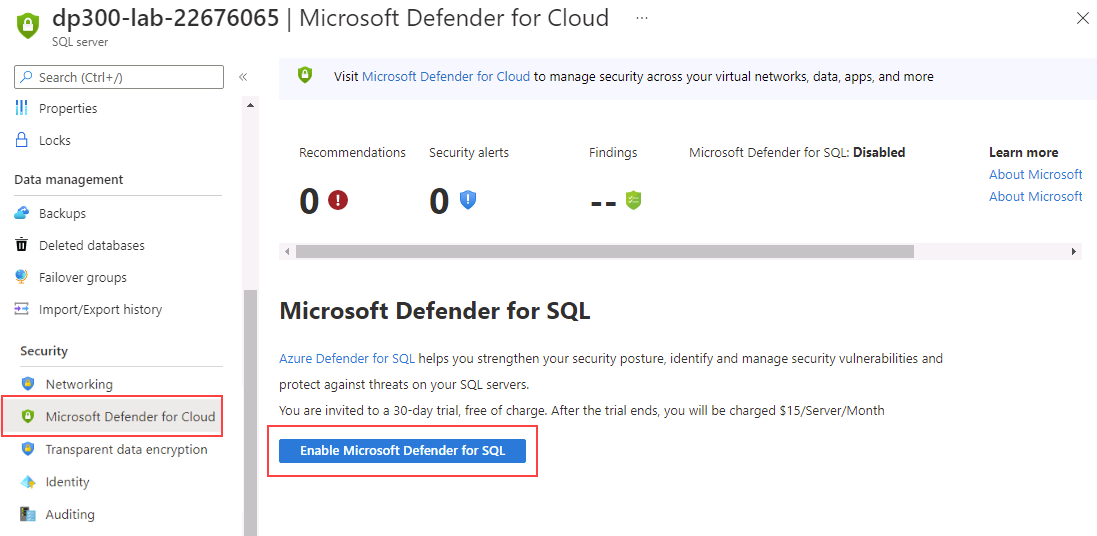 dp300-lab-22676065 | Microsoft Defender for Cloud ...
SQL server
Search (Ctrl+/)
Properties
Locks
Data management
Backups
Deleted databases
Failover groups
Import/Export history
Security
Networking
Microsoft Defender for Cloud
Transparent data encryption
Identity
Auditing
Visit Microsoft Defender for Cloud to manage security across your virtual networks, data, apps, and more
Recommendations
0
Security alerts
0
Findings
--
Microsoft Defender for SQL: Disabled
Learn more
About Microsoft
About Microsoft
Microsoft Defender for SQL
Azure Defender for SQL helps you strengthen your security posture, identify and manage security vulnerabilities and
protect against threats on your SQL servers.
You are invited to a 30-day trial, free of charge. After the trial ends, you will be charged $15/Server/Month
Enable Microsoft Defender for SQL